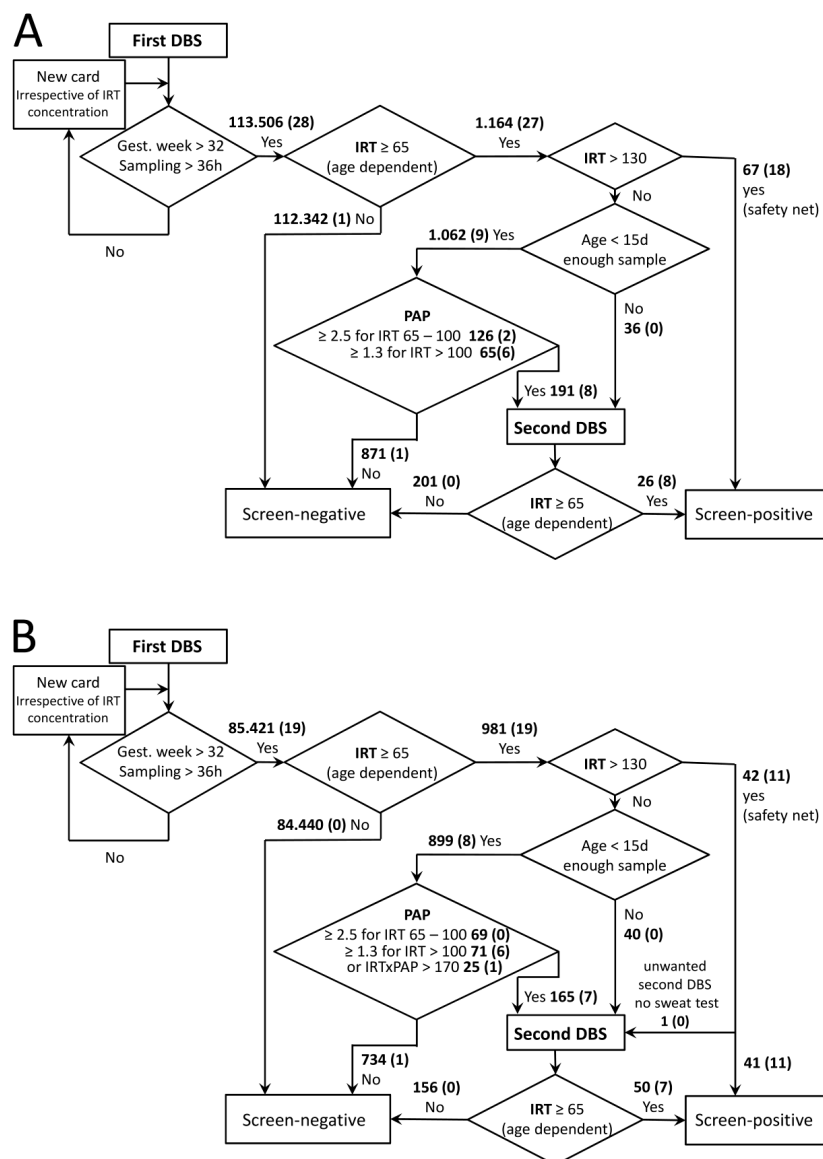 A
First DBS
New card
Irrespective of IRT
concentration
Gest. week > 32
Sampling > 36h
No
113.506 (28)
Yes
IRT ≥ 65
(age dependent)
1.164 (27)
Yes
IRT > 130
67 (18)
yes
(safety net)
No
112.342 (1) No
1.062 (9) Yes
Age < 15d
enough sample
No
36 (0)
PAP
≥ 2.5 for IRT 65 – 100 126 (2)
≥ 1.3 for IRT > 100 65(6)
Yes 191 (8)
Second DBS
871 (1)
No
201 (0)
No
IRT ≥ 65
(age dependent)
26 (8)
Yes
Screen-negative
Screen-positive
B
First DBS
New card
Irrespective of IRT
concentration
Gest. week > 32
Sampling > 36h
No
85.421 (19)
Yes
IRT ≥ 65
(age dependent)
981 (19)
Yes
IRT > 130
42 (11)
yes
(safety net)
No
84.440 (0) No
899 (8) Yes
Age < 15d
enough sample
No
40 (0)
PAP
≥ 2.5 for IRT 65 – 100 69 (0)
≥ 1.3 for IRT > 100 71 (6)
or IRTxPAP > 170 25 (1)
unwanted
second DBS
no sweat test
1 (0)
Yes 165 (7)
Second DBS
41 (11)
734 (1)
No
156 (0)
No
IRT ≥ 65
(age dependent)
50 (7)
Yes
Screen-negative
Screen-positive